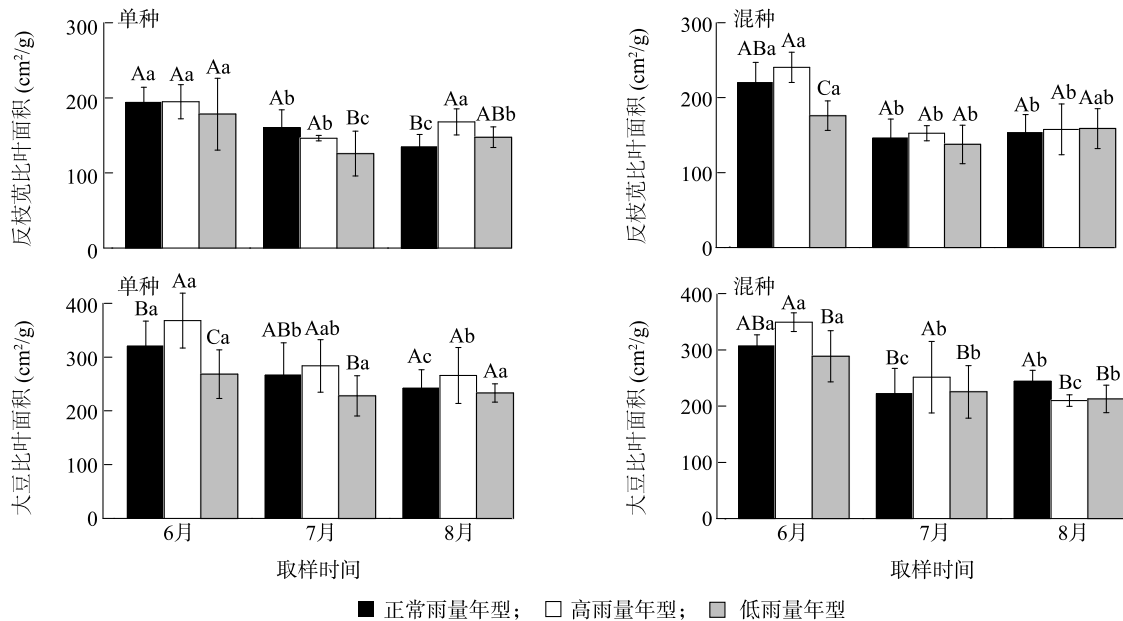 单种
反枝苋比叶面积 (cm²/g)
300
200
100
0
Aa Aa Aa
Ab Ab Bc
Bc Aa ABb
混种
反枝苋比叶面积 (cm²/g)
300
200
100
0
ABa Aa Ca
Ab Ab Ab
Ab Ab Aab
单种
大豆比叶面积 (cm²/g)
400
300
200
100
0
Ba Aa Ca
ABb Aab Ba
Ac Ab Aa
6月 7月 8月
取样时间
混种
大豆比叶面积 (cm²/g)
400
300
200
100
0
ABa Aa Ba
Bc Ab Bb
Ab Bc Bb
6月 7月 8月
取样时间
正常雨量年型; 高雨量年型; 低雨量年型